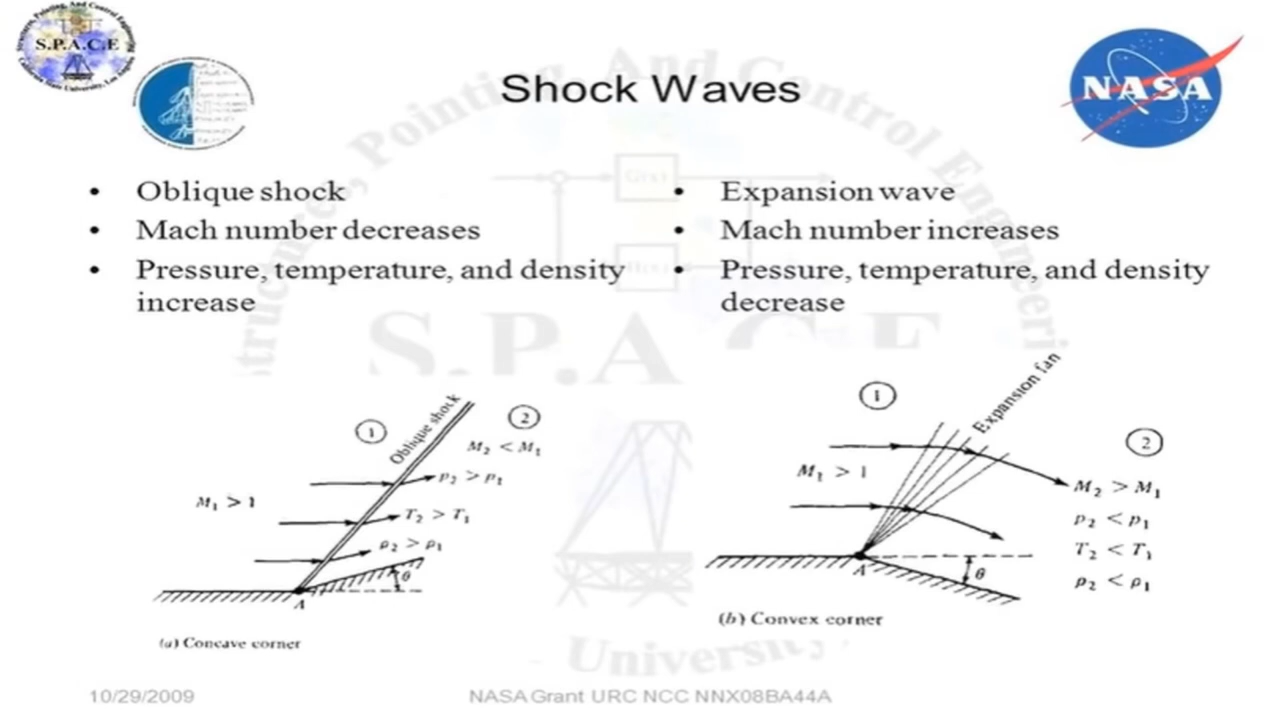 S.P.A.C.E
NASA
Shock Waves
• Oblique shock
• Mach number decreases
• Pressure, temperature, and density
increase
• Expansion wave
• Mach number increases
• Pressure, temperature, and density
decrease
1
Oblique shock
2
M₂ < M₁
p₂ > p₁
M₁ > 1
T₂ > T₁
ρ₂ > ρ₁
θ
A
(a) Concave corner
1
Expansion fan
2
M₁ > 1
M₂ > M₁
p₂ < p₁
T₂ < T₁
ρ₂ < ρ₁
θ
A
(b) Convex corner
S.P.A.C.E
University
10/29/2009
NASA Grant URC NCC NNX08BA44A